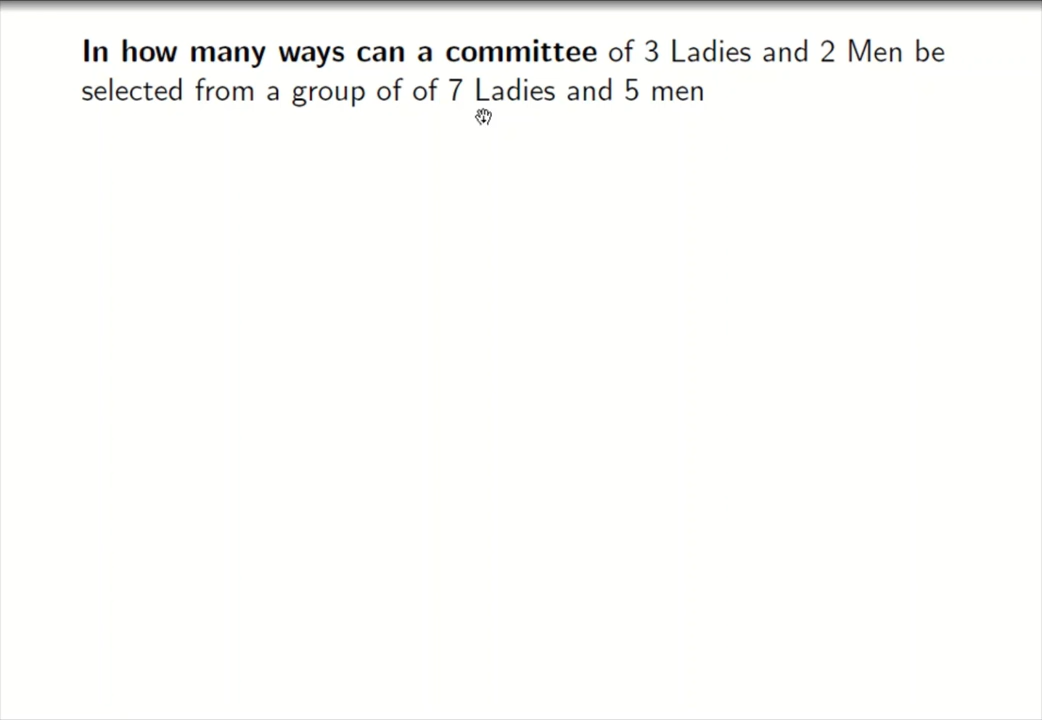 In how many ways can a committee of 3 Ladies and 2 Men be
selected from a group of of 7 Ladies and 5 men